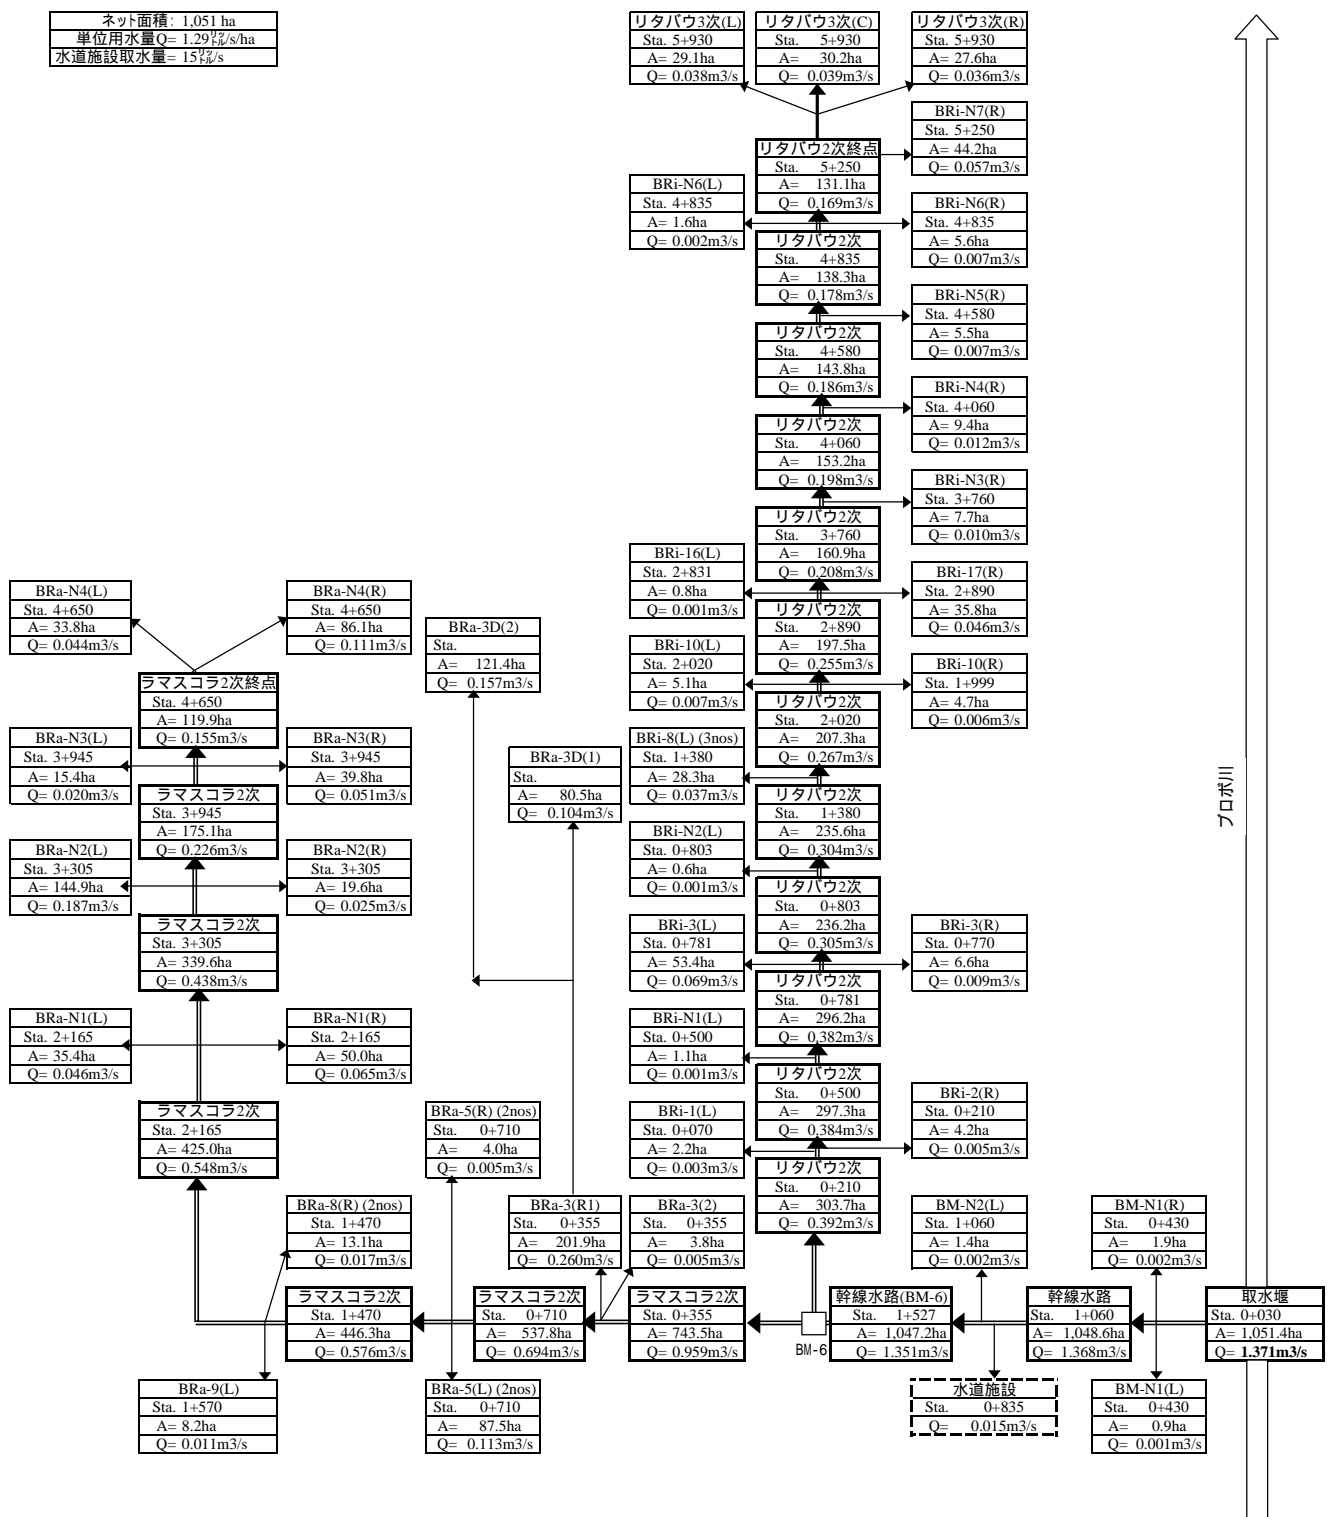 ネット面積: 1,051 ha
単位用水量Q= 1.29㍑/s/ha
水道施設取水量= 15㍑/s
リタバウ3次(L)
Sta. 5+930
A= 29.1ha
Q= 0.038m3/s
リタバウ3次(C)
Sta. 5+930
A= 30.2ha
Q= 0.039m3/s
リタバウ3次(R)
Sta. 5+930
A= 27.6ha
Q= 0.036m3/s
BRi-N7(R)
Sta. 5+250
A= 44.2ha
Q= 0.057m3/s
リタバウ2次終点
Sta. 5+250
A= 131.1ha
Q= 0.169m3/s
BRi-N6(L)
Sta. 4+835
A= 1.6ha
Q= 0.002m3/s
BRi-N6(R)
Sta. 4+835
A= 5.6ha
Q= 0.007m3/s
リタバウ2次
Sta. 4+835
A= 138.3ha
Q= 0.178m3/s
BRi-N5(R)
Sta. 4+580
A= 5.5ha
Q= 0.007m3/s
リタバウ2次
Sta. 4+580
A= 143.8ha
Q= 0.186m3/s
BRi-N4(R)
Sta. 4+060
A= 9.4ha
Q= 0.012m3/s
リタバウ2次
Sta. 4+060
A= 153.2ha
Q= 0.198m3/s
BRi-N3(R)
Sta. 3+760
A= 7.7ha
Q= 0.010m3/s
リタバウ2次
Sta. 3+760
A= 160.9ha
Q= 0.208m3/s
BRi-16(L)
Sta. 2+831
A= 0.8ha
Q= 0.001m3/s
BRi-17(R)
Sta. 2+890
A= 35.8ha
Q= 0.046m3/s
リタバウ2次
Sta. 2+890
A= 197.5ha
Q= 0.255m3/s
BRi-10(L)
Sta. 2+020
A= 5.1ha
Q= 0.007m3/s
BRi-10(R)
Sta. 1+999
A= 4.7ha
Q= 0.006m3/s
リタバウ2次
Sta. 2+020
A= 207.3ha
Q= 0.267m3/s
BRi-8(L) (3nos)
Sta. 1+380
A= 28.3ha
Q= 0.037m3/s
リタバウ2次
Sta. 1+380
A= 235.6ha
Q= 0.304m3/s
BRi-N2(L)
Sta. 0+803
A= 0.6ha
Q= 0.001m3/s
リタバウ2次
Sta. 0+803
A= 236.2ha
Q= 0.305m3/s
BRi-3(L)
Sta. 0+781
A= 53.4ha
Q= 0.069m3/s
BRi-3(R)
Sta. 0+770
A= 6.6ha
Q= 0.009m3/s
リタバウ2次
Sta. 0+781
A= 296.2ha
Q= 0.382m3/s
BRi-N1(L)
Sta. 0+500
A= 1.1ha
Q= 0.001m3/s
リタバウ2次
Sta. 0+500
A= 297.3ha
Q= 0.384m3/s
BRi-1(L)
Sta. 0+070
A= 2.2ha
Q= 0.003m3/s
BRi-2(R)
Sta. 0+210
A= 4.2ha
Q= 0.005m3/s
リタバウ2次
Sta. 0+210
A= 303.7ha
Q= 0.392m3/s
BRa-N4(L)
Sta. 4+650
A= 33.8ha
Q= 0.044m3/s
BRa-N4(R)
Sta. 4+650
A= 86.1ha
Q= 0.111m3/s
ラマスコラ2次終点
Sta. 4+650
A= 119.9ha
Q= 0.155m3/s
BRa-N3(L)
Sta. 3+945
A= 15.4ha
Q= 0.020m3/s
BRa-N3(R)
Sta. 3+945
A= 39.8ha
Q= 0.051m3/s
ラマスコラ2次
Sta. 3+945
A= 175.1ha
Q= 0.226m3/s
BRa-N2(L)
Sta. 3+305
A= 144.9ha
Q= 0.187m3/s
BRa-N2(R)
Sta. 3+305
A= 19.6ha
Q= 0.025m3/s
ラマスコラ2次
Sta. 3+305
A= 339.6ha
Q= 0.438m3/s
BRa-N1(L)
Sta. 2+165
A= 35.4ha
Q= 0.046m3/s
BRa-N1(R)
Sta. 2+165
A= 50.0ha
Q= 0.065m3/s
ラマスコラ2次
Sta. 2+165
A= 425.0ha
Q= 0.548m3/s
BRa-3D(2)
Sta.
A= 121.4ha
Q= 0.157m3/s
BRa-3D(1)
Sta.
A= 80.5ha
Q= 0.104m3/s
BRa-5(R) (2nos)
Sta. 0+710
A= 4.0ha
Q= 0.005m3/s
BRa-8(R) (2nos)
Sta. 1+470
A= 13.1ha
Q= 0.017m3/s
BRa-3(R1)
Sta. 0+355
A= 201.9ha
Q= 0.260m3/s
BRa-3(2)
Sta. 0+355
A= 3.8ha
Q= 0.005m3/s
BM-N2(L)
Sta. 1+060
A= 1.4ha
Q= 0.002m3/s
BM-N1(R)
Sta. 0+430
A= 1.9ha
Q= 0.002m3/s
ラマスコラ2次
Sta. 1+470
A= 446.3ha
Q= 0.576m3/s
ラマスコラ2次
Sta. 0+710
A= 537.8ha
Q= 0.694m3/s
ラマスコラ2次
Sta. 0+355
A= 743.5ha
Q= 0.959m3/s
BM-6
幹線水路(BM-6)
Sta. 1+527
A= 1,047.2ha
Q= 1.351m3/s
幹線水路
Sta. 1+060
A= 1,048.6ha
Q= 1.368m3/s
取水堰
Sta. 0+030
A= 1,051.4ha
Q= 1.371m3/s
BRa-9(L)
Sta. 1+570
A= 8.2ha
Q= 0.011m3/s
BRa-5(L) (2nos)
Sta. 0+710
A= 87.5ha
Q= 0.113m3/s
水道施設
Sta. 0+835
Q= 0.015m3/s
BM-N1(L)
Sta. 0+430
A= 0.9ha
Q= 0.001m3/s
プロボ川